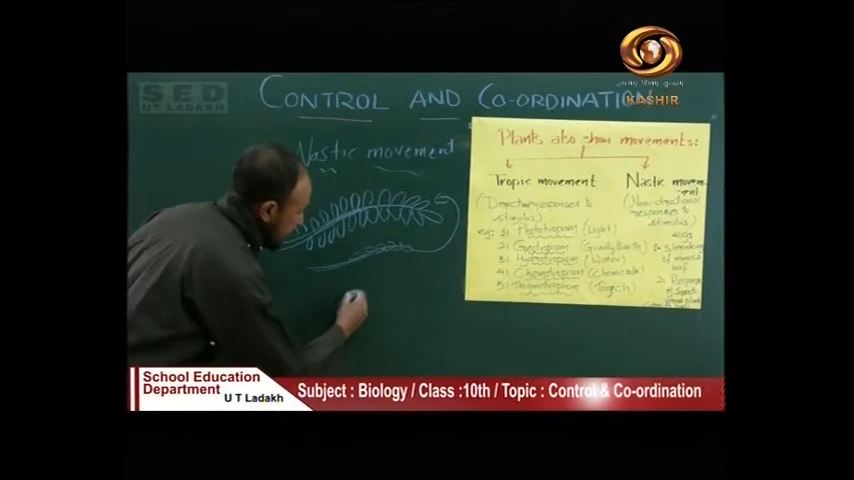 SED
UT LADAKH
KASHIR
CONTROL AND CO-ORDINATION
Nastic movement
Plants also show movements:
Tropic movement
(Directional responses to stimulus)
eg: 1) Phototropism (Light)
2) Geotropism (Gravity/Earth)
3) Hydrotropism (Water)
4) Chemotropism (Chemicals)
5) Thigmotropism (Touch)
Nastic movement
(Non-directional
responses to
stimulus)
School Education
Department
U T Ladakh
Subject : Biology / Class :10th / Topic : Control & Co-ordination